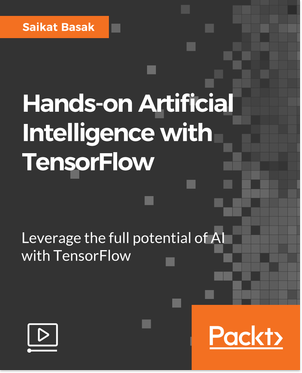 Saikat Basak
Hands-on Artificial
Intelligence with
TensorFlow
Leverage the full potential of AI
with TensorFlow
Packt>